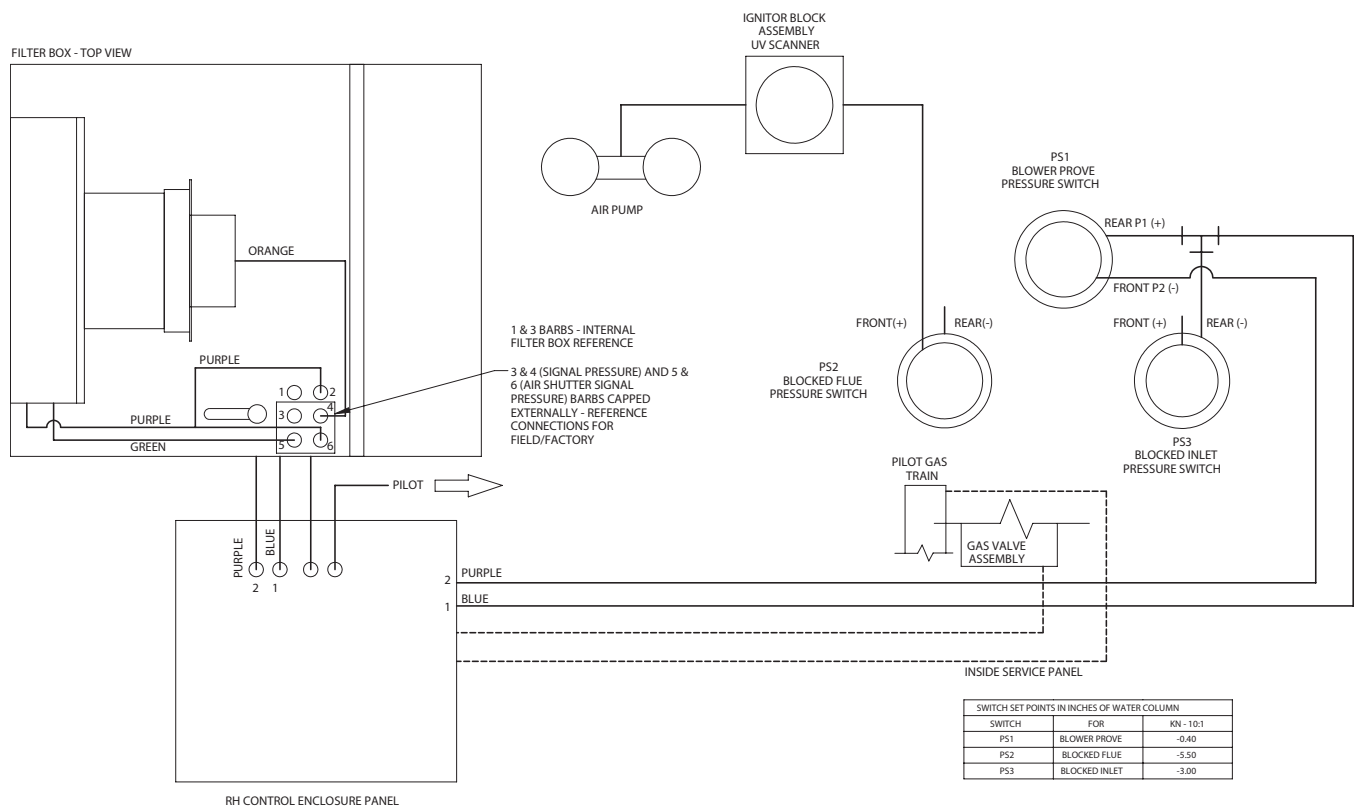 FILTER BOX - TOP VIEW
ORANGE
PURPLE
PURPLE
GREEN
1
2
3
4
5
6
1 & 3 BARBS - INTERNAL
FILTER BOX REFERENCE
3 & 4 (SIGNAL PRESSURE) AND 5 &
6 (AIR SHUTTER SIGNAL
PRESSURE) BARBS CAPPED
EXTERNALLY - REFERENCE
CONNECTIONS FOR
FIELD/FACTORY
IGNITOR BLOCK
ASSEMBLY
UV SCANNER
AIR PUMP
PS1
BLOWER PROVE
PRESSURE SWITCH
REAR P1 (+)
FRONT P2 (-)
FRONT(+)
REAR(-)
PS2
BLOCKED FLUE
PRESSURE SWITCH
FRONT (+)
REAR (-)
PS3
BLOCKED INLET
PRESSURE SWITCH
PILOT GAS
TRAIN
GAS VALVE
ASSEMBLY
PILOT
PURPLE
BLUE
2
1
2
PURPLE
1
BLUE
INSIDE SERVICE PANEL
SWITCH SET POINTS IN INCHES OF WATER COLUMN
SWITCH FOR KN - 10:1
PS1 BLOWER PROVE -0.40
PS2 BLOCKED FLUE -5.50
PS3 BLOCKED INLET -3.00
RH CONTROL ENCLOSURE PANEL